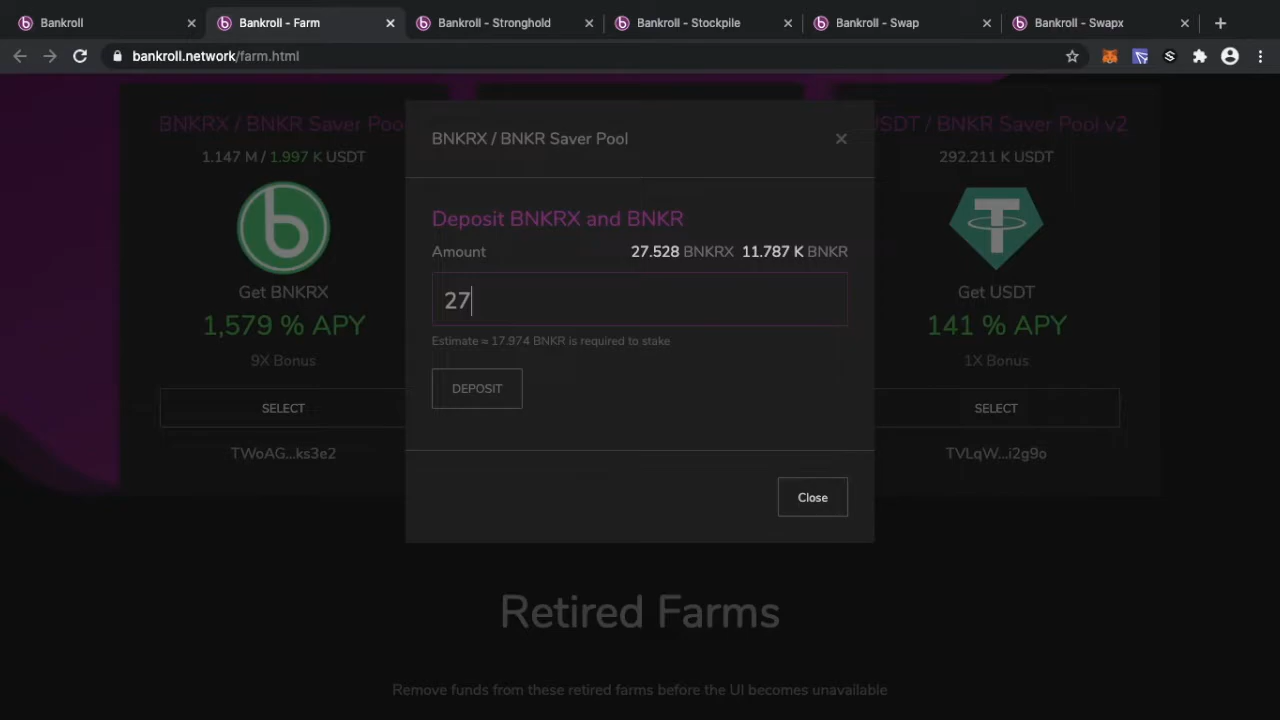 Bankroll
Bankroll - Farm
Bankroll - Stronghold
Bankroll - Stockpile
Bankroll - Swap
Bankroll - Swapx
bankroll.network/farm.html
BNKRX / BNKR Saver Poo
1.147 M / 1.997 K USDT
Get BNKRX
1,579 % APY
9X Bonus
SELECT
TWoAG...ks3e2
BNKRX / BNKR Saver Pool
Deposit BNKRX and BNKR
Amount 27.528 BNKRX 11.787 K BNKR
27
Estimate ≈ 17.974 BNKR is required to stake
DEPOSIT
Close
USDT / BNKR Saver Pool v2
292.211 K USDT
Get USDT
141 % APY
1X Bonus
SELECT
TVLqW...i2g9o
Retired Farms
Remove funds from these retired farms before the UI becomes unavailable